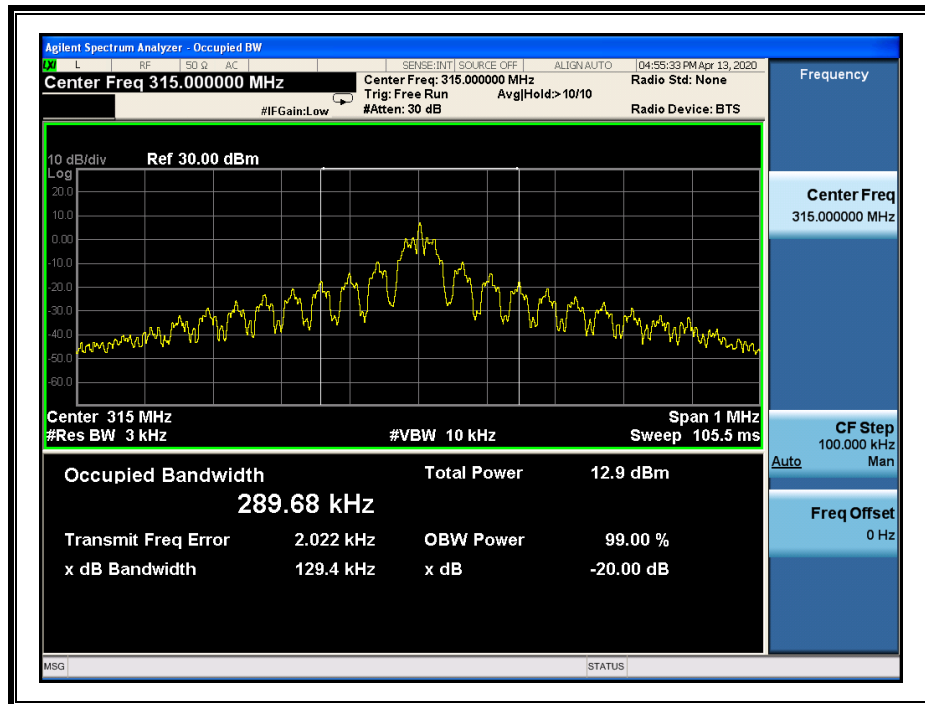 Agilent Spectrum Analyzer - Occupied BW
LXI L RF 50 Ω AC SENSE:INT SOURCE OFF ALIGN AUTO 04:55:33 PM Apr 13, 2020
Center Freq 315.000000 MHz
Center Freq: 315.000000 MHz
Radio Std: None
Trig: Free Run
Avg|Hold:>10/10
#IFGain:Low
#Atten: 30 dB
Radio Device: BTS
10 dB/div
Ref 30.00 dBm
Log
20.0
10.0
0.00
-10.0
-20.0
-30.0
-40.0
-50.0
-60.0
Center 315 MHz
Span 1 MHz
#Res BW 3 kHz
#VBW 10 kHz
Sweep 105.5 ms
Occupied Bandwidth
Total Power
12.9 dBm
289.68 kHz
Transmit Freq Error
2.022 kHz
OBW Power
99.00 %
x dB Bandwidth
129.4 kHz
x dB
-20.00 dB
Frequency
Center Freq
315.000000 MHz
CF Step
100.000 kHz
Auto Man
Freq Offset
0 Hz
MSG
STATUS